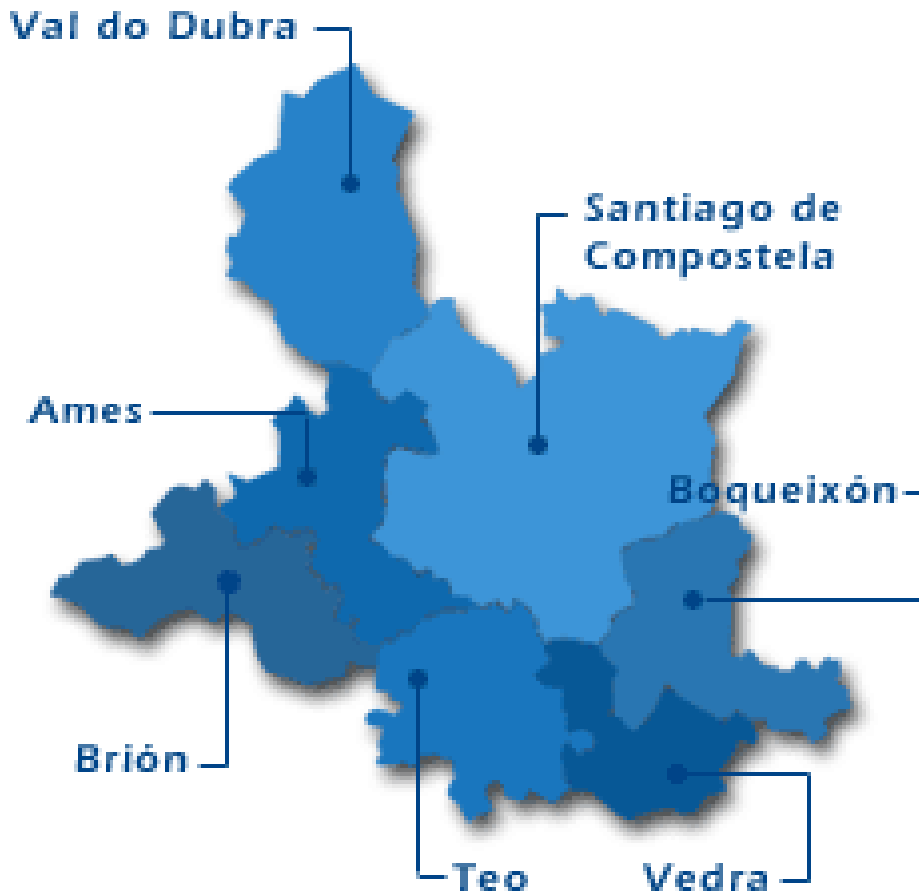 Val do Dubra
Santiago de
Compostela
Ames
Boqueixón
Brión
Teo
Vedra